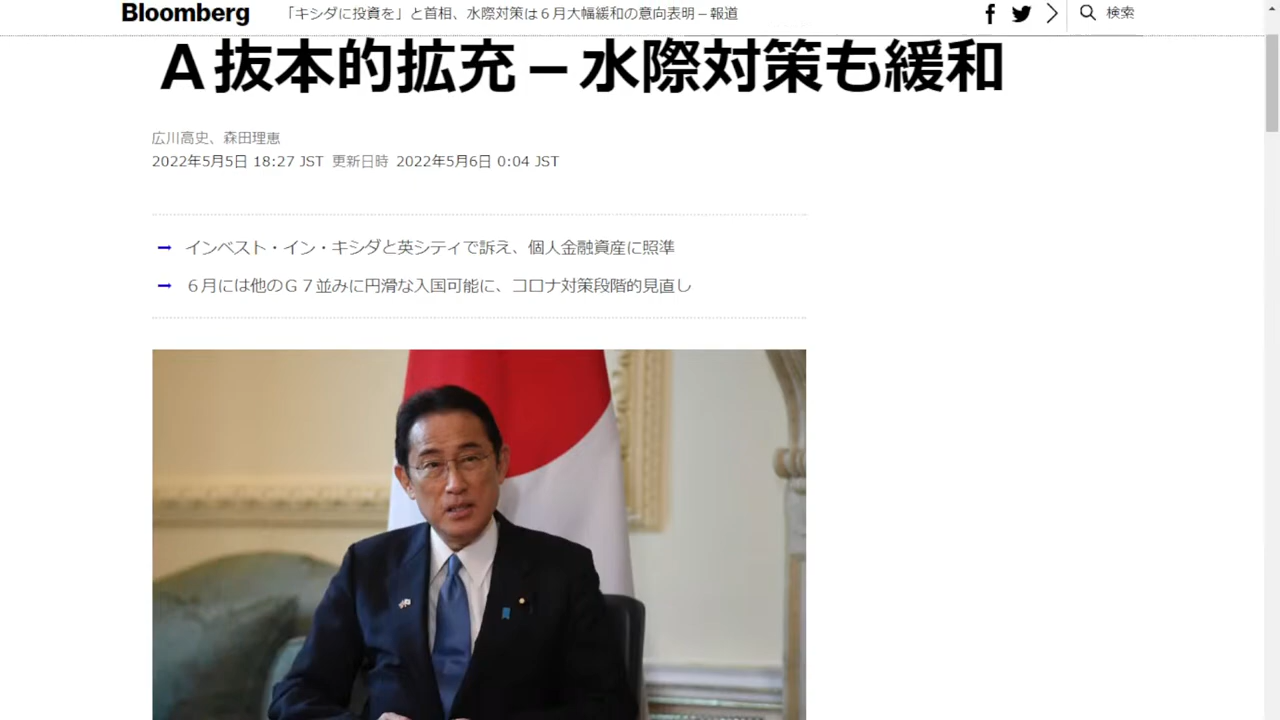 Bloomberg
「キシダに投資を」と首相、水際対策は６月大幅緩和の意向表明－報道
検索
Ａ抜本的拡充－水際対策も緩和
広川高史、森田理恵
2022年5月5日 18:27 JST 更新日時 2022年5月6日 0:04 JST
インベスト・イン・キシダと英シティで訴え、個人金融資産に照準
６月には他のＧ７並みに円滑な入国可能に、コロナ対策段階的見直し